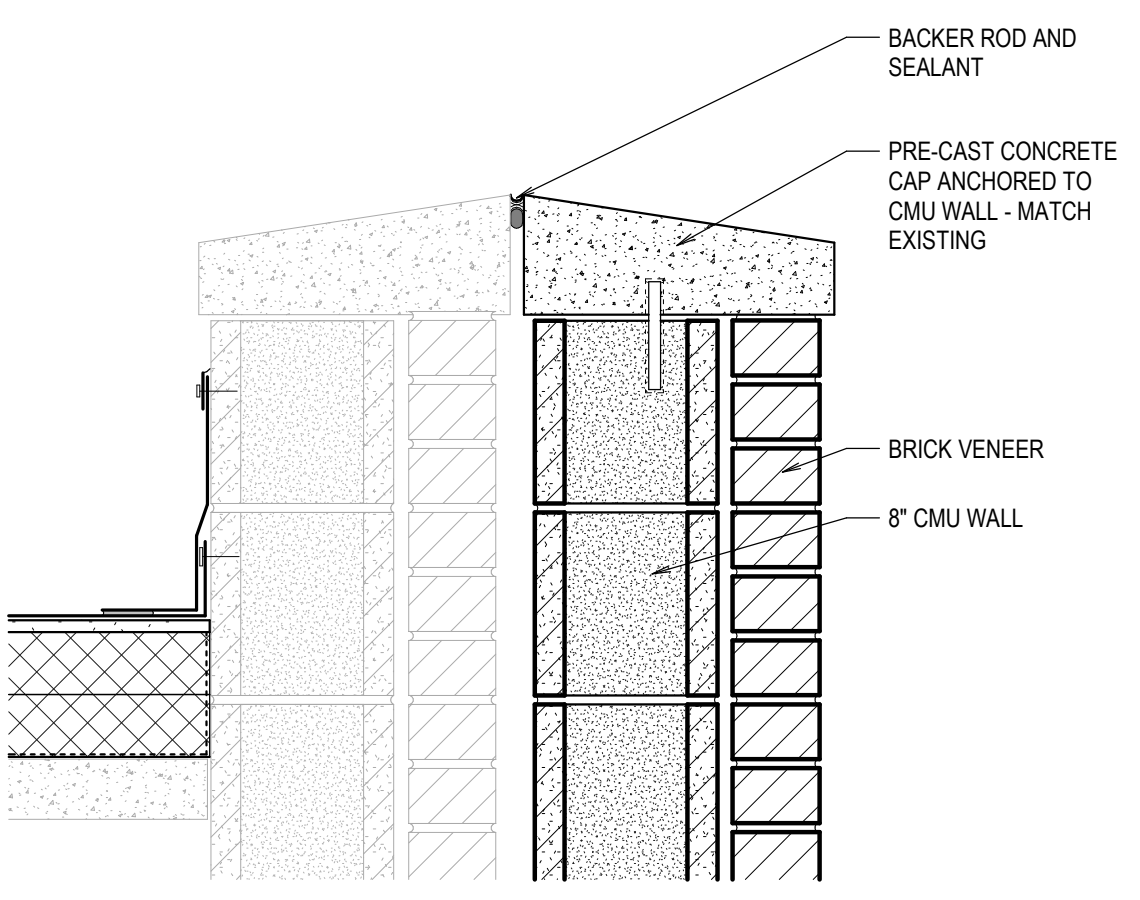 BACKER ROD AND
SEALANT
PRE-CAST CONCRETE
CAP ANCHORED TO
CMU WALL - MATCH
EXISTING
BRICK VENEER
8" CMU WALL